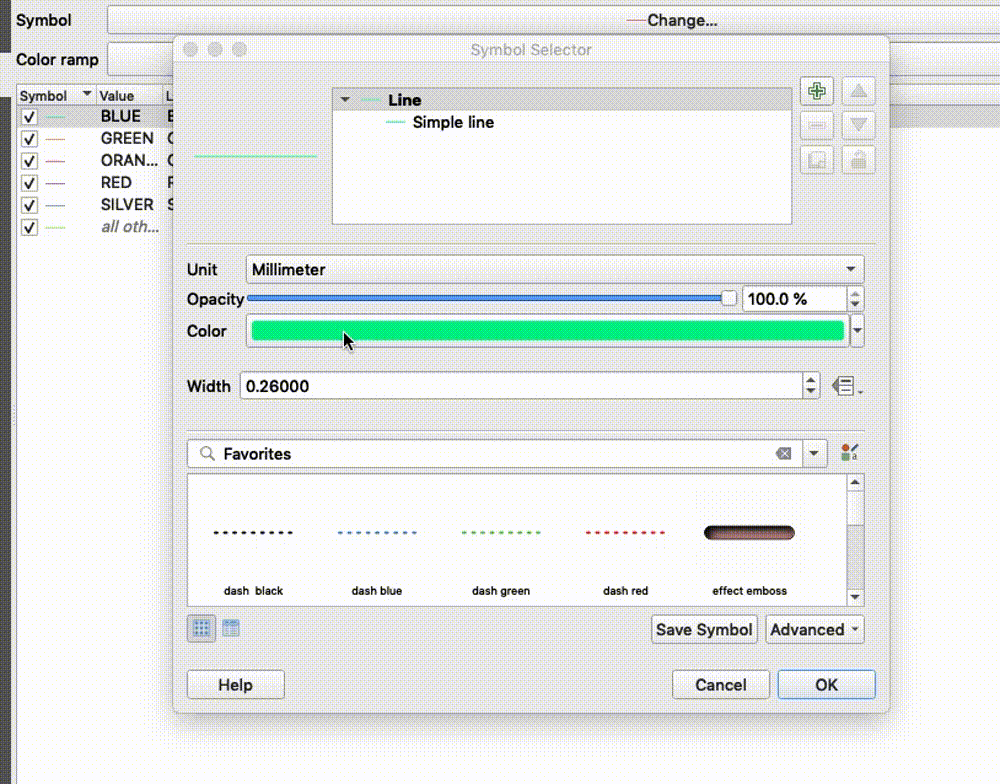 Symbol
Change...
Color ramp
Symbol Selector
Symbol Value L
BLUE
GREEN
ORAN...
RED
SILVER
all oth...
Line
Simple line
Unit Millimeter
Opacity 100.0 %
Color
Width 0.26000
Favorites
dash black dash blue dash green dash red effect emboss
Save Symbol Advanced
Help Cancel OK